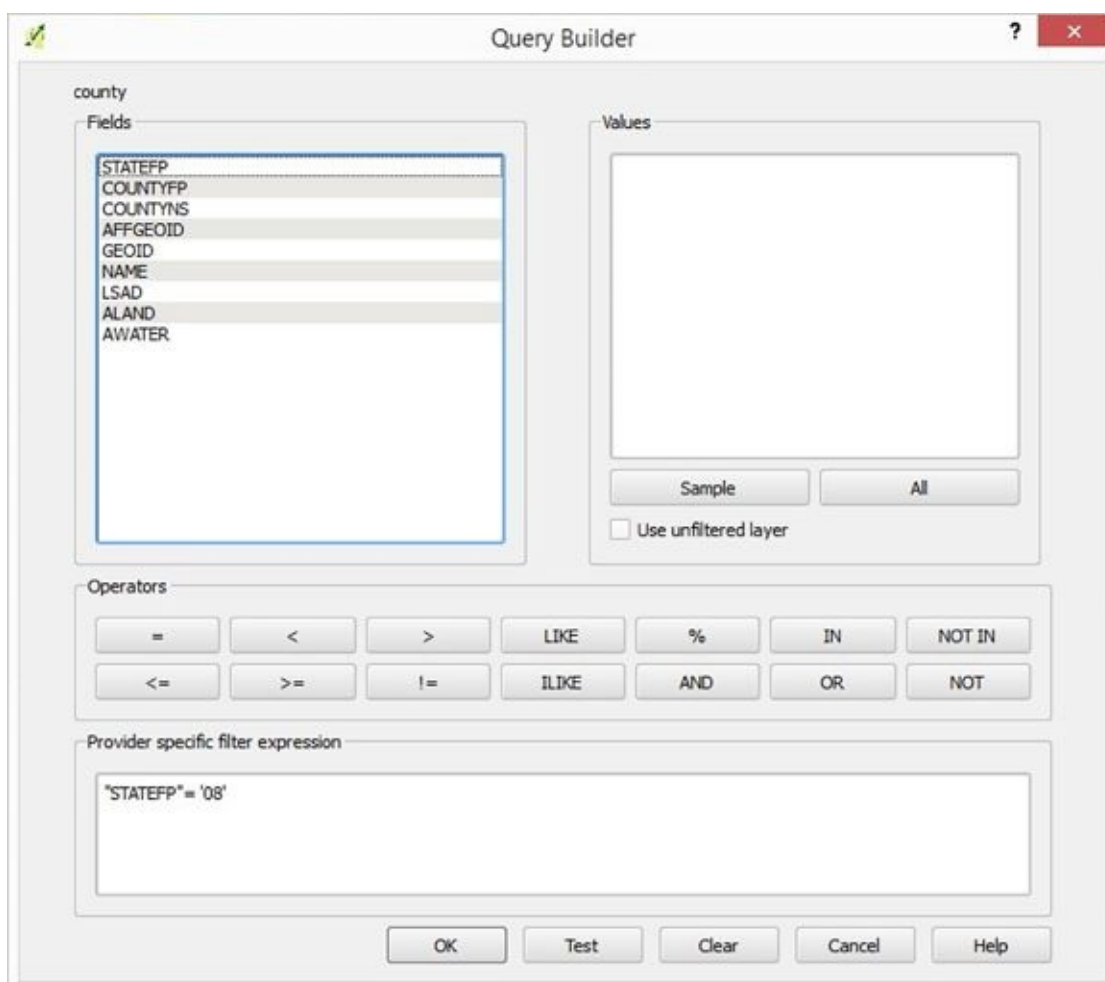 Query Builder
?
×
county
Fields
Values
STATEFP
COUNTYFP
COUNTYNS
AFFGEOID
GEOID
NAME
LSAD
ALAND
AWATER
Sample All
Use unfiltered layer
Operators
= < > LIKE % IN NOT IN
<= >= != ILIKE AND OR NOT
Provider specific filter expression
"STATEFP"= '08'
OK Test Clear Cancel Help